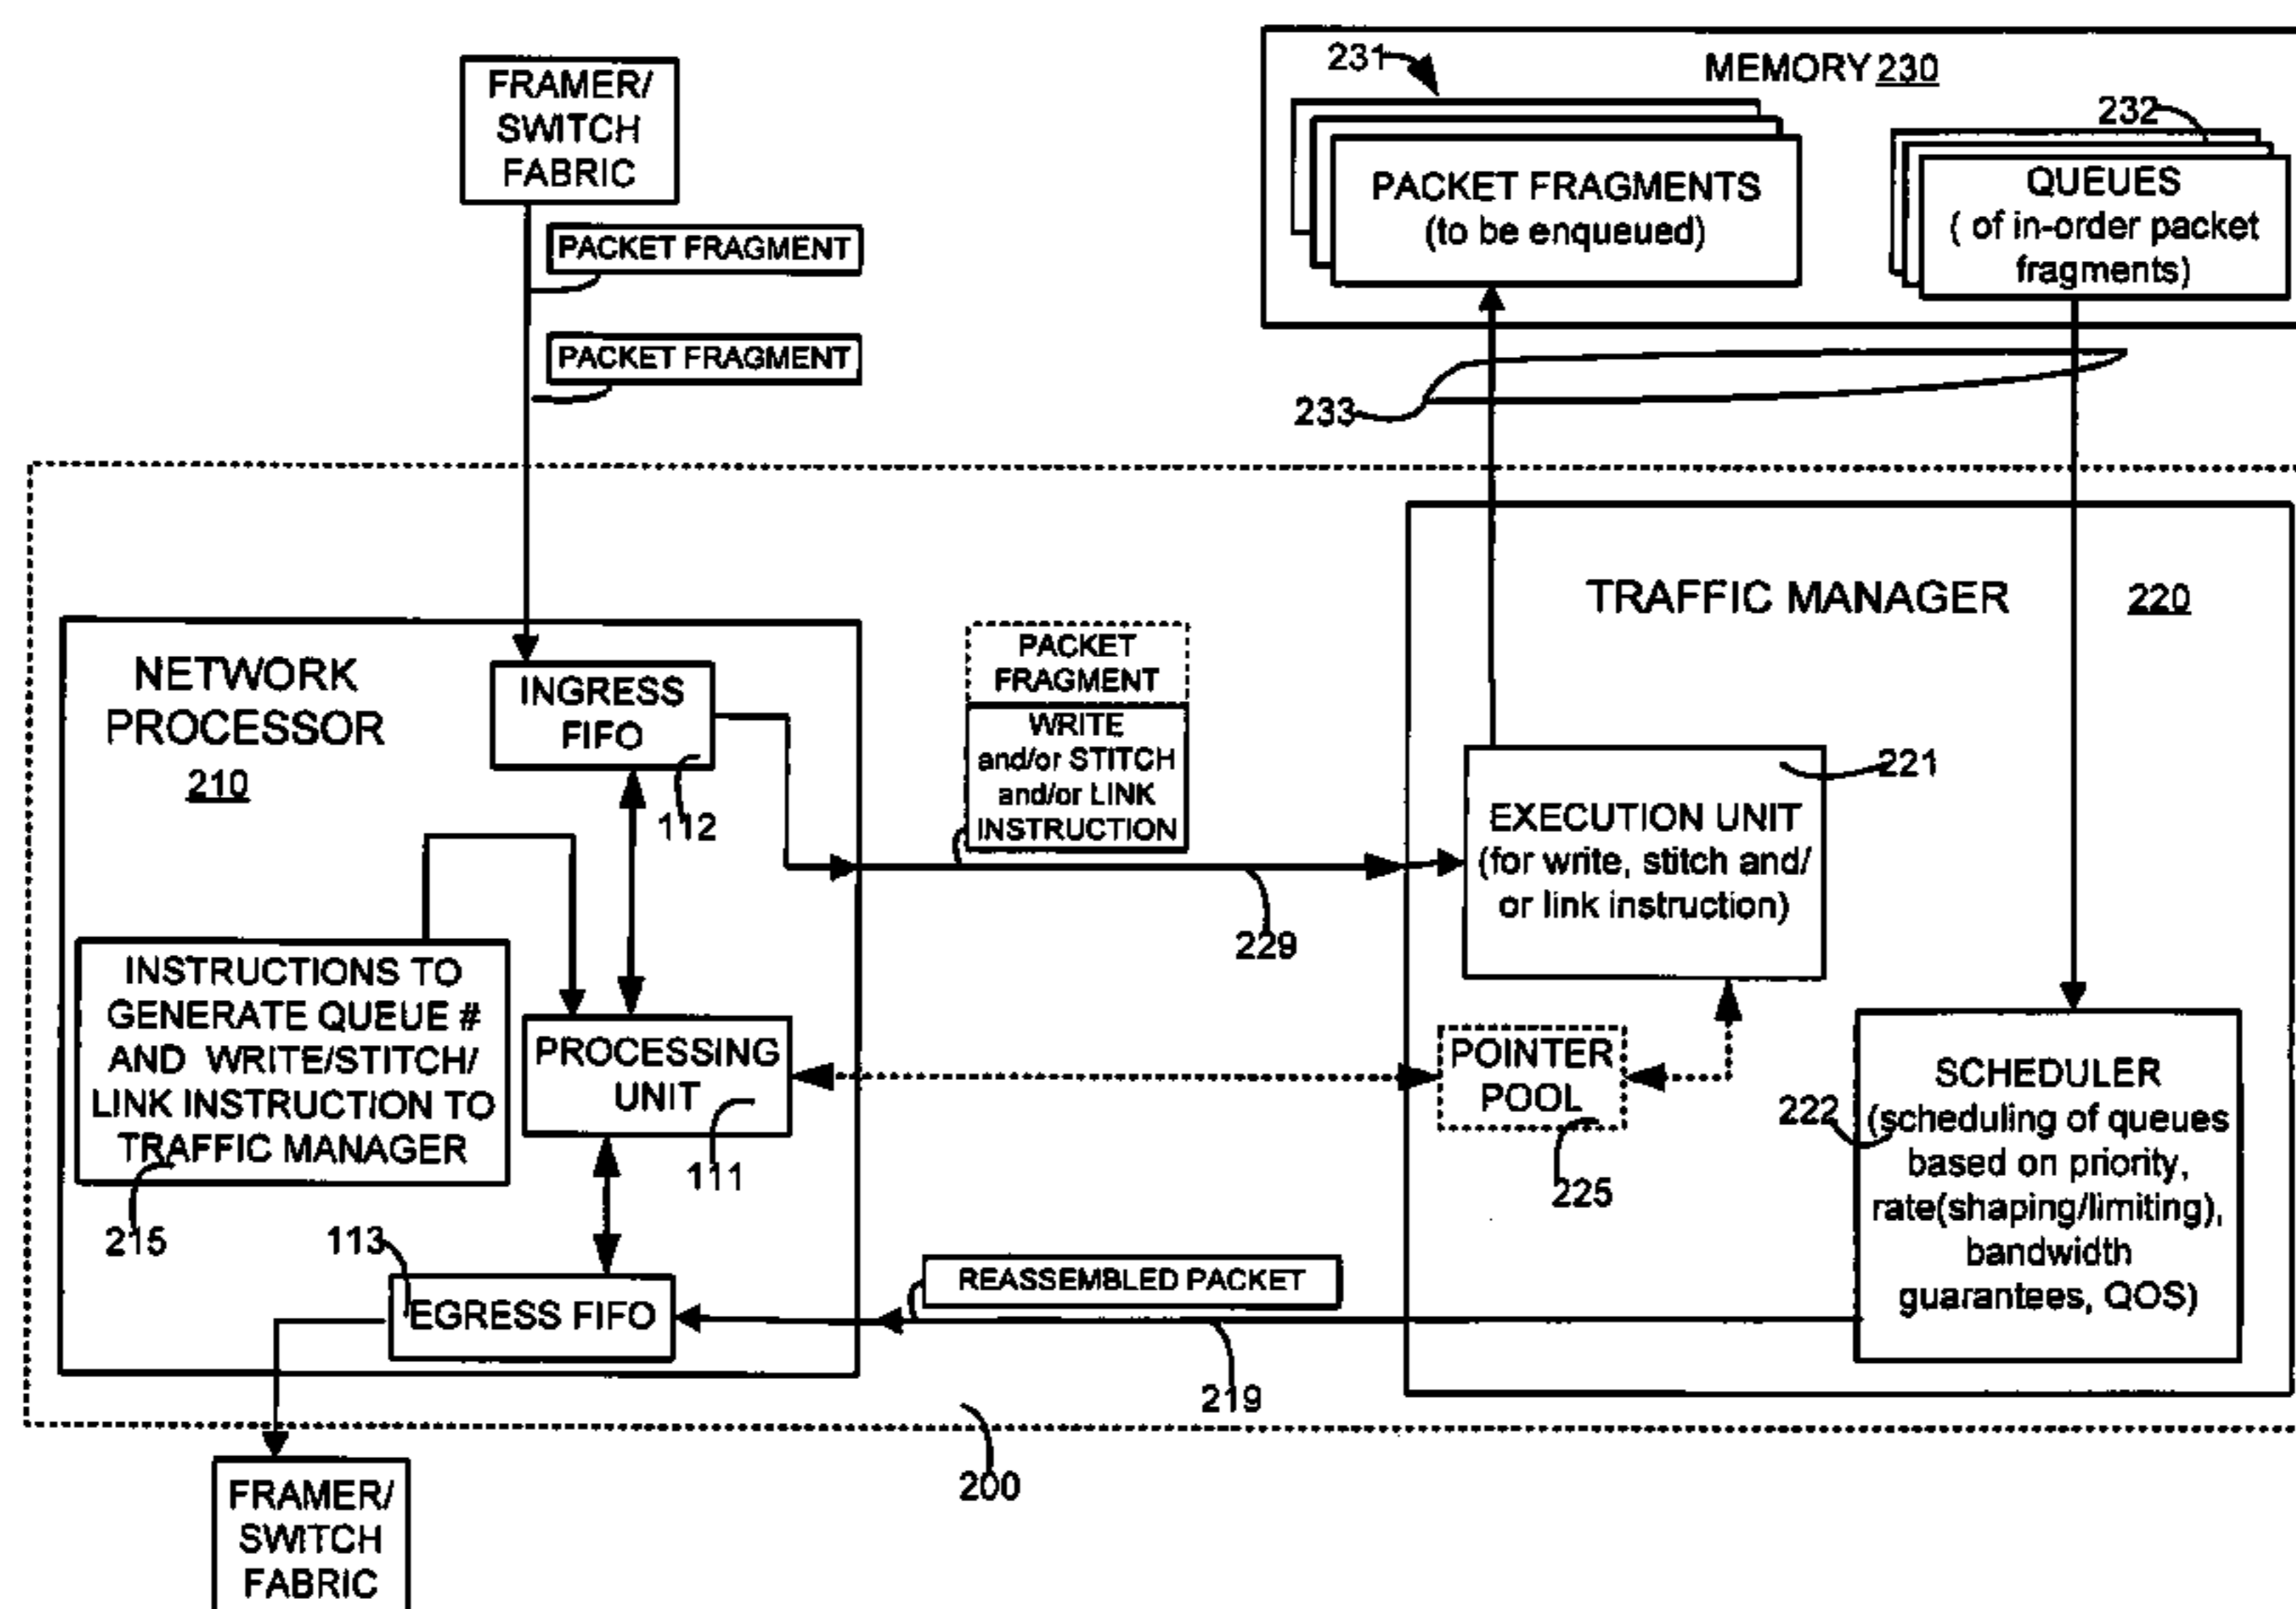 FRAMER/
SWITCH
FABRIC
PACKET FRAGMENT
PACKET FRAGMENT
231
MEMORY 230
232
PACKET FRAGMENTS
(to be enqueued)
QUEUES
( of in-order packet
fragments)
233
NETWORK
PROCESSOR
210
INGRESS
FIFO
112
PACKET
FRAGMENT
WRITE
and/or STITCH
and/or LINK
INSTRUCTION
229
TRAFFIC MANAGER 220
221
EXECUTION UNIT
(for write, stitch and/
or link instruction)
INSTRUCTIONS TO
GENERATE QUEUE #
AND WRITE/STITCH/
LINK INSTRUCTION TO
TRAFFIC MANAGER
215
PROCESSING
UNIT
111
POINTER
POOL
225
222
SCHEDULER
(scheduling of queues
based on priority,
rate(shaping/limiting),
bandwidth
guarantees, QOS)
113
EGRESS FIFO
REASSEMBLED PACKET
219
200
FRAMER/
SWITCH
FABRIC